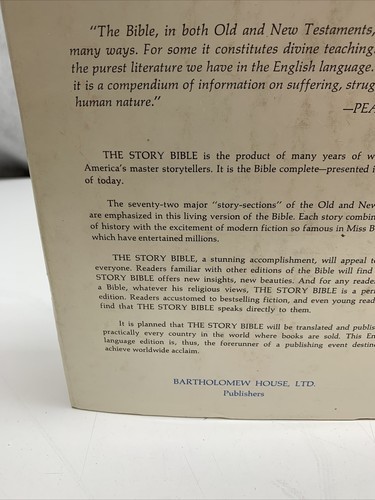 "The Bible, in both Old and New Testaments,
many ways. For some it constitutes divine teaching
the purest literature we have in the English language.
it is a compendium of information on suffering,
human nature."
THE STORY BIBLE is the product of many years of
America's master storytellers. It is the Bible complete—presented
of today.
The seventy-two major "story-sections" of the Old and New
are emphasized in this living version of the Bible. Each story
of history with the excitement of modern fiction so famous in Miss
which have entertained millions.
THE STORY BIBLE, a stunning accomplishment, will appeal
everyone. Readers familiar with other editions of the Bible will find
STORY BIBLE offers new insights, new beauties. And for any
a Bible, whatever his religious views, THE STORY BIBLE is a
edition. Readers accustomed to bestselling fiction, and even young
find that THE STORY BIBLE speaks directly to them.
It is planned that THE STORY BIBLE will be translated and
practically every country in the world where books are sold. This
language edition is, thus, the forerunner of a publishing event
achieve worldwide acclaim.
BARTHOLOMEW HOUSE, LTD.
Publishers